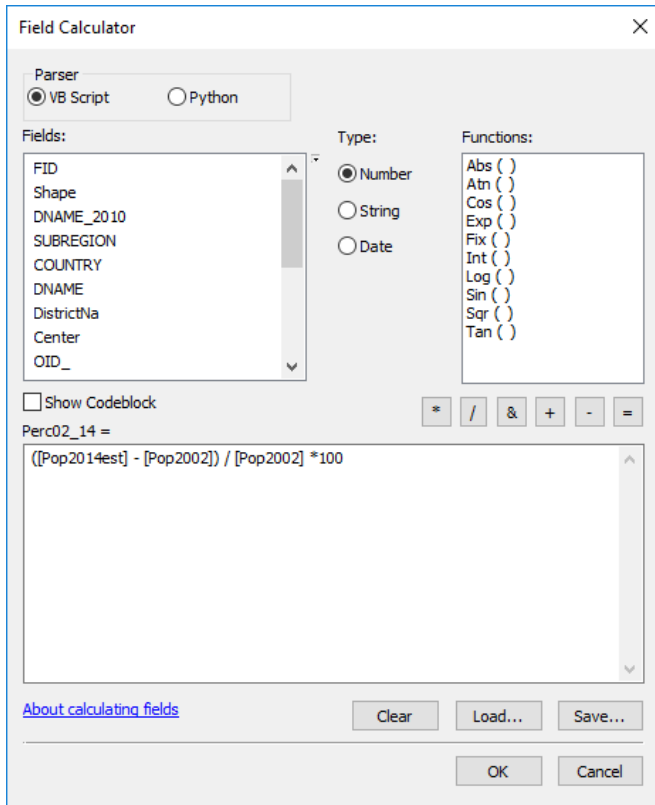 Field Calculator
Parser
VB Script Python
Fields: Type: Functions:
FID
Shape
DNAME_2010
SUBREGION
COUNTRY
DNAME
DistrictNa
Center
OID_
Number
String
Date
Abs ( )
Atn ( )
Cos ( )
Exp ( )
Fix ( )
Int ( )
Log ( )
Sin ( )
Sqr ( )
Tan ( )
Show Codeblock
* / & + - =
Perc02_14 =
([Pop2014est] - [Pop2002]) / [Pop2002] *100
About calculating fields
Clear Load... Save...
OK Cancel